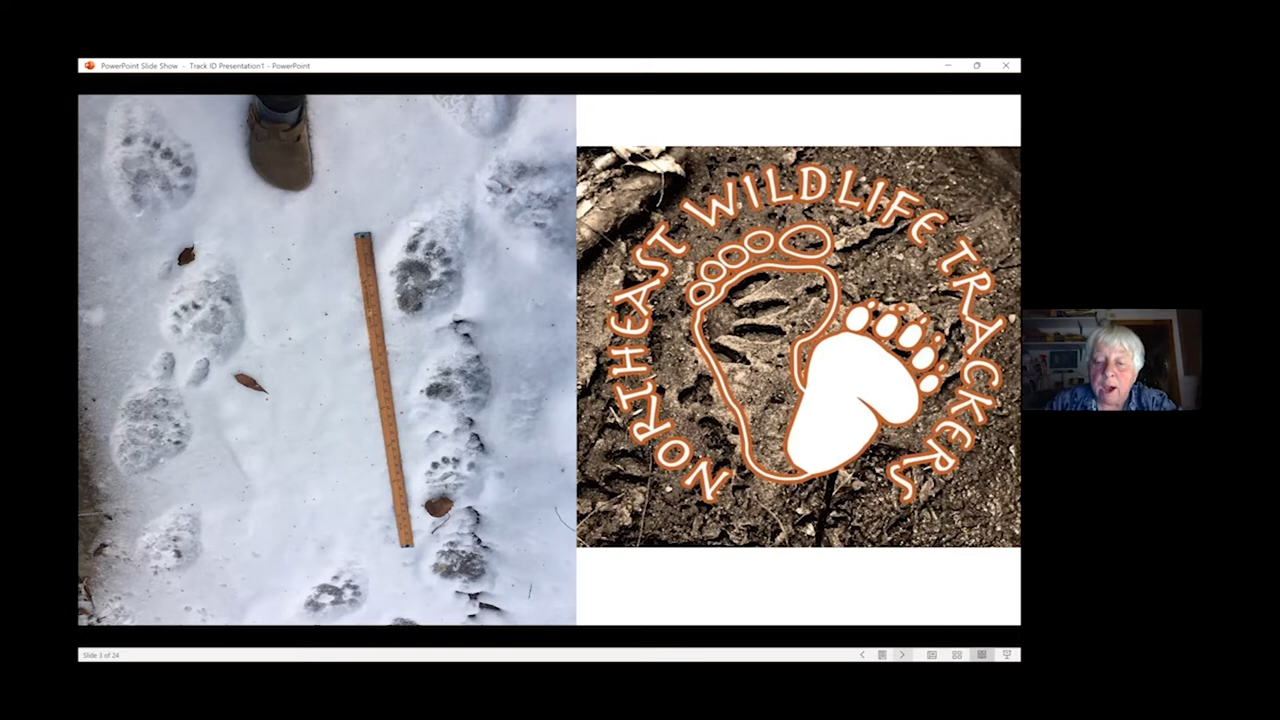 PowerPoint Slide Show - Track ID Presentation1 - PowerPoint
NORTHEAST WILDLIFE TRACKERS
Slide 3 of 24